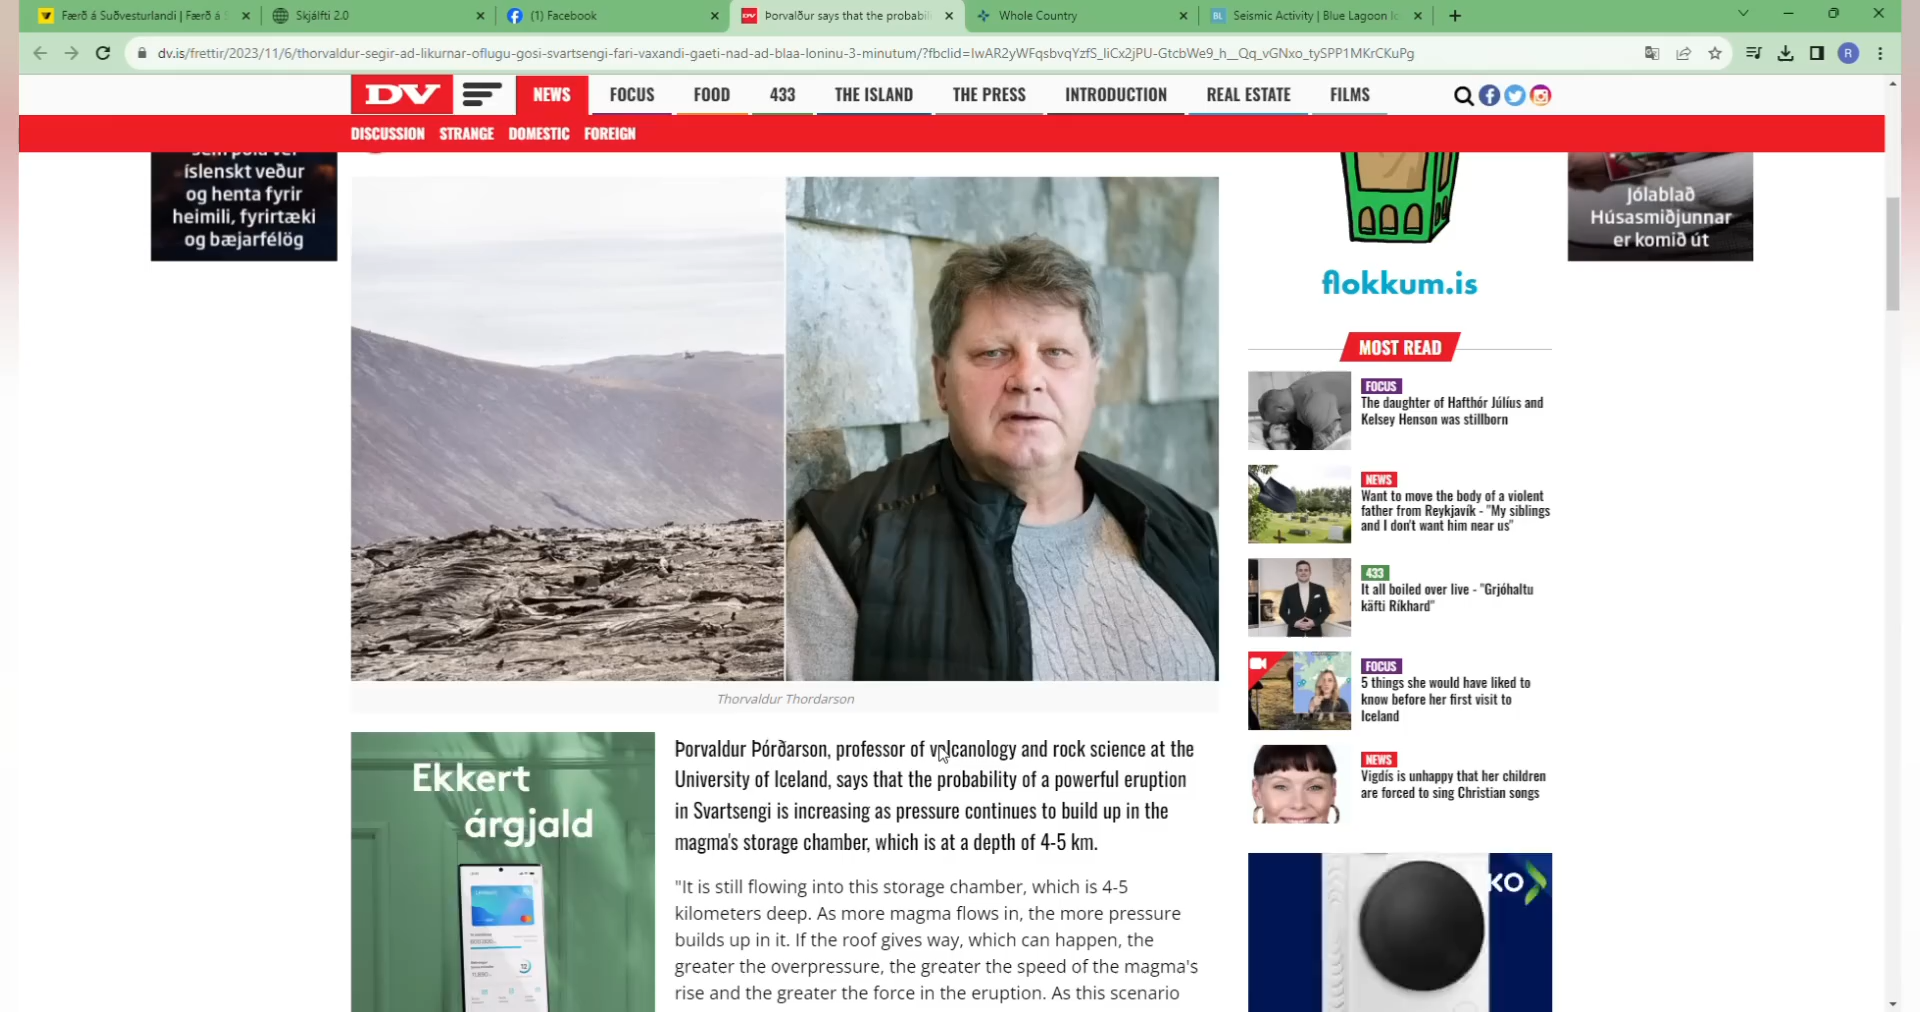 Færð á Suðvesturlandi | Færð á S
Skjálfti 2.0
(1) Facebook
Þorvaldur says that the probabil
Whole Country
BL Seismic Activity | Blue Lagoon Ic
dv.is/frettir/2023/11/6/thorvaldur-segir-ad-likurnar-oflugu-gosi-svartsengi-fari-vaxandi-gaeti-nad-ad-blaa-loninu-3-minutum/?fbclid=IwAR2yWFqsbvqYzfS_liCx2jPU-GtcbWe9_h__Qq_vGNxo_tySPP1MKrCKuPg
R
DV
NEWS
FOCUS
FOOD
433
THE ISLAND
THE PRESS
INTRODUCTION
REAL ESTATE
FILMS
DISCUSSION
STRANGE
DOMESTIC
FOREIGN
sem þola vel
íslenskt veður
og henta fyrir
heimili, fyrirtæki
og bæjarfélög
Thorvaldur Thordarson
Ekkert
árgjald
Þorvaldur Þórðarson, professor of volcanology and rock science at the
University of Iceland, says that the probability of a powerful eruption
in Svartsengi is increasing as pressure continues to build up in the
magma's storage chamber, which is at a depth of 4-5 km.
"It is still flowing into this storage chamber, which is 4-5
kilometers deep. As more magma flows in, the more pressure
builds up in it. If the roof gives way, which can happen, the
greater the overpressure, the greater the speed of the magma's
rise and the greater the force in the eruption. As this scenario
flokkum.is
MOST READ
FOCUS
The daughter of Hafthór Júlíus and
Kelsey Henson was stillborn
NEWS
Want to move the body of a violent
father from Reykjavík - "My siblings
and I don't want him near us"
433
It all boiled over live - "Grjóhaltu
käfti Ríkhard"
FOCUS
5 things she would have liked to
know before her first visit to
Iceland
NEWS
Vigdís is unhappy that her children
are forced to sing Christian songs
KO
Jólablað
Húsasmiðjunnar
er komið út